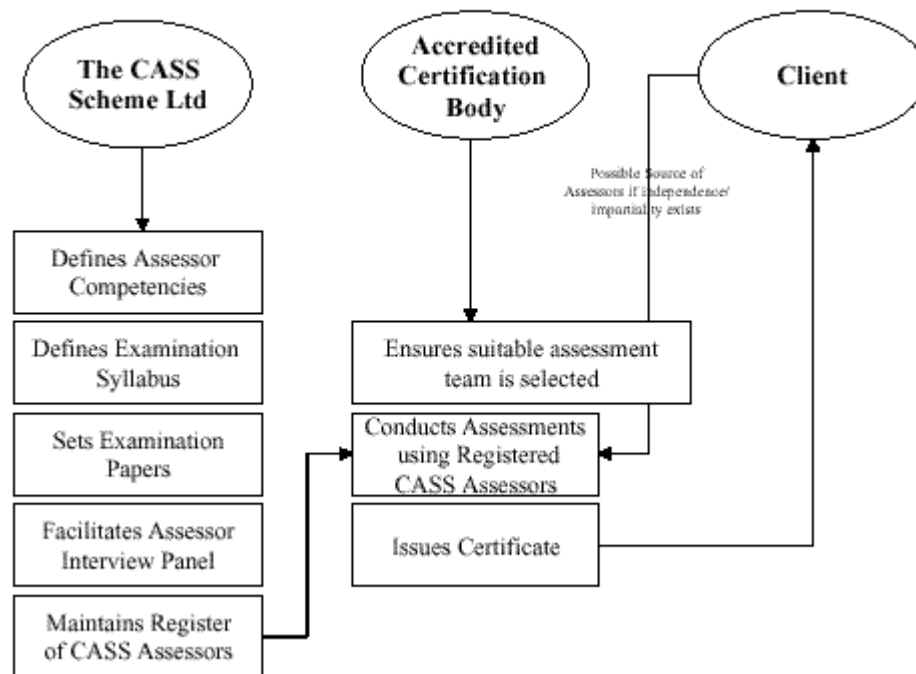 The CASS
Scheme Ltd
Accredited
Certification
Body
Client
Possible Source of
Assessors if independence/
impartiality exists
Defines Assessor
Competencies
Defines Examination
Syllabus
Sets Examination
Papers
Facilitates Assessor
Interview Panel
Maintains Register
of CASS Assessors
Ensures suitable assessment
team is selected
Conducts Assessments
using Registered
CASS Assessors
Issues Certificate